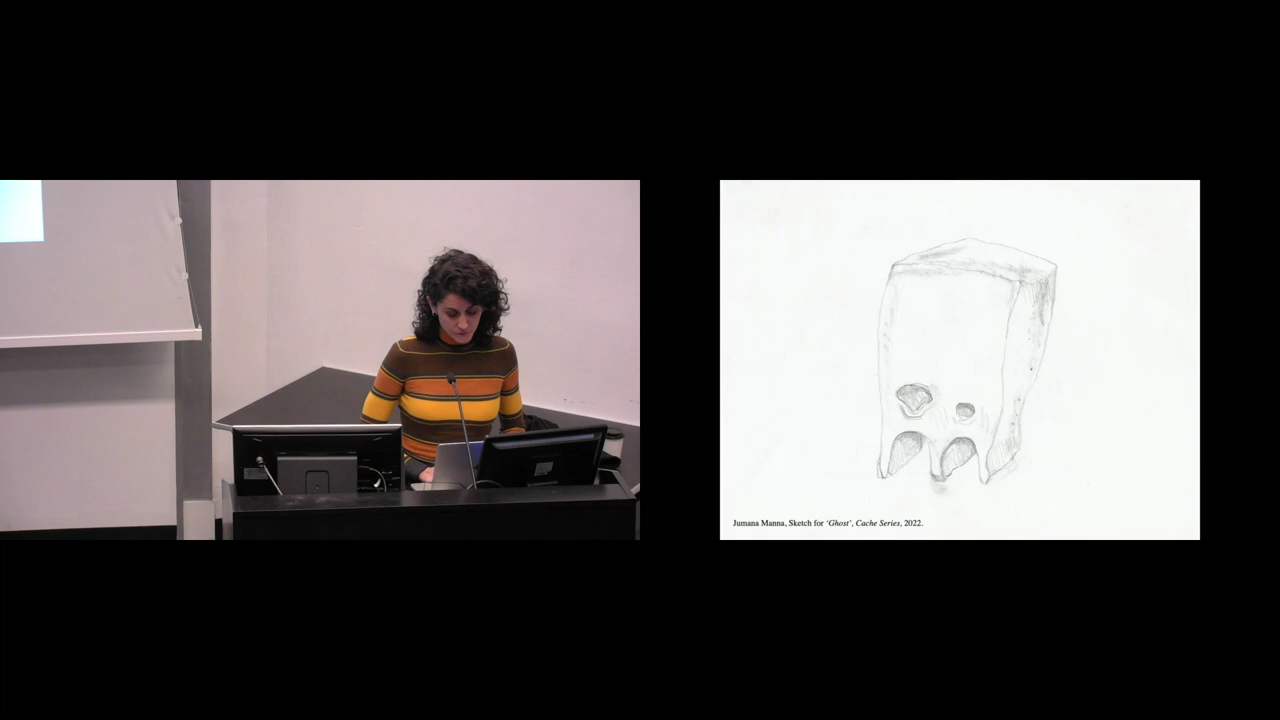 Jumana Manna, Sketch for ‘Ghost’, Cache Series, 2022.